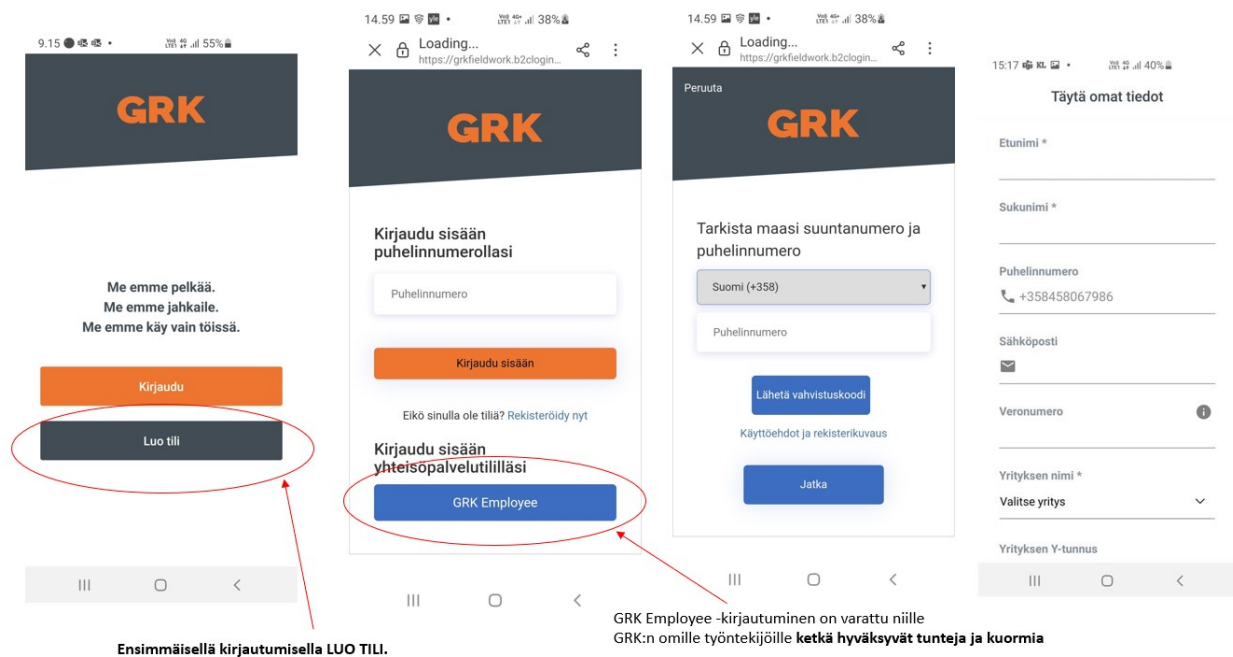 9.15
55%
GRK
Me emme pelkää.
Me emme jahkaile.
Me emme käy vain töissä.
Kirjaudu
Luo tili
Ensimmäisellä kirjautumisella LUO TILI.
14.59
38%
Loading...
https://grkfieldwork.b2clogin...
GRK
Kirjaudu sisään
puhelinnumerollasi
Puhelinnumero
Kirjaudu sisään
Eikö sinulla ole tiliä? Rekisteröidy nyt
Kirjaudu sisään
yhteisöpalvelutililläsi
GRK Employee
14.59
38%
Loading...
https://grkfieldwork.b2clogin...
Peruuta
GRK
Tarkista maasi suuntanumero ja
puhelinnumero
Suomi (+358)
Puhelinnumero
Lähetä vahvistuskoodi
Käyttöehdot ja rekisterikuvaus
Jatka
GRK Employee -kirjautuminen on varattu niille
GRK:n omille työntekijöille ketkä hyväksyvät tunteja ja kuormia
15:17 KL
40%
Täytä omat tiedot
Etunimi *
Sukunimi *
Puhelinnumero
+358458067986
Sähköposti
Veronumero
Yrityksen nimi *
Valitse yritys
Yrityksen Y-tunnus